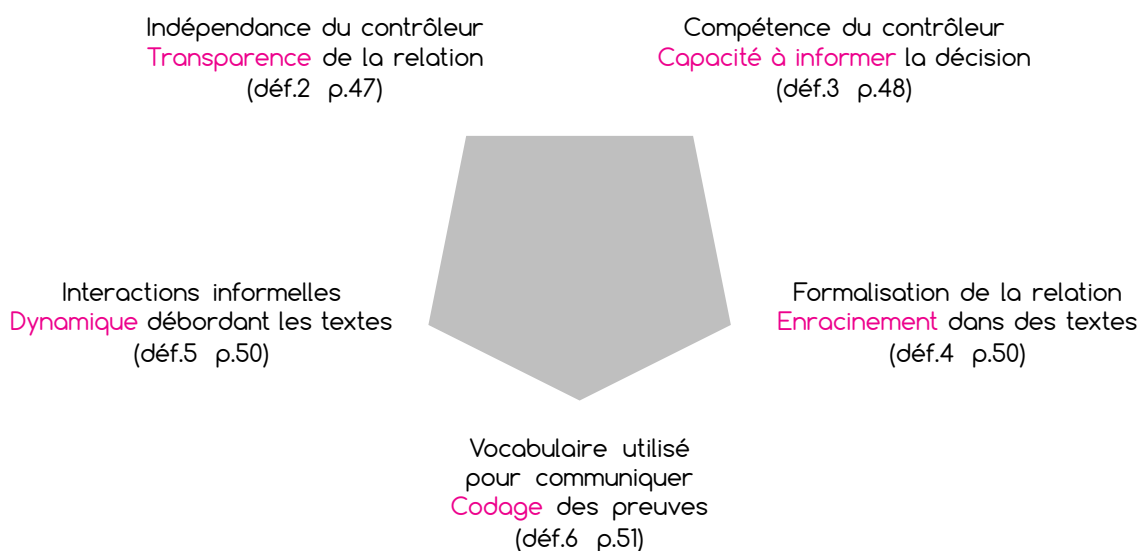 Indépendance du contrôleur
Transparence de la relation
(déf.2 p.47)
Compétence du contrôleur
Capacité à informer la décision
(déf.3 p.48)
Interactions informelles
Dynamique débordant les textes
(déf.5 p.50)
Formalisation de la relation
Enracinement dans des textes
(déf.4 p.50)
Vocabulaire utilisé
pour communiquer
Codage des preuves
(déf.6 p.51)